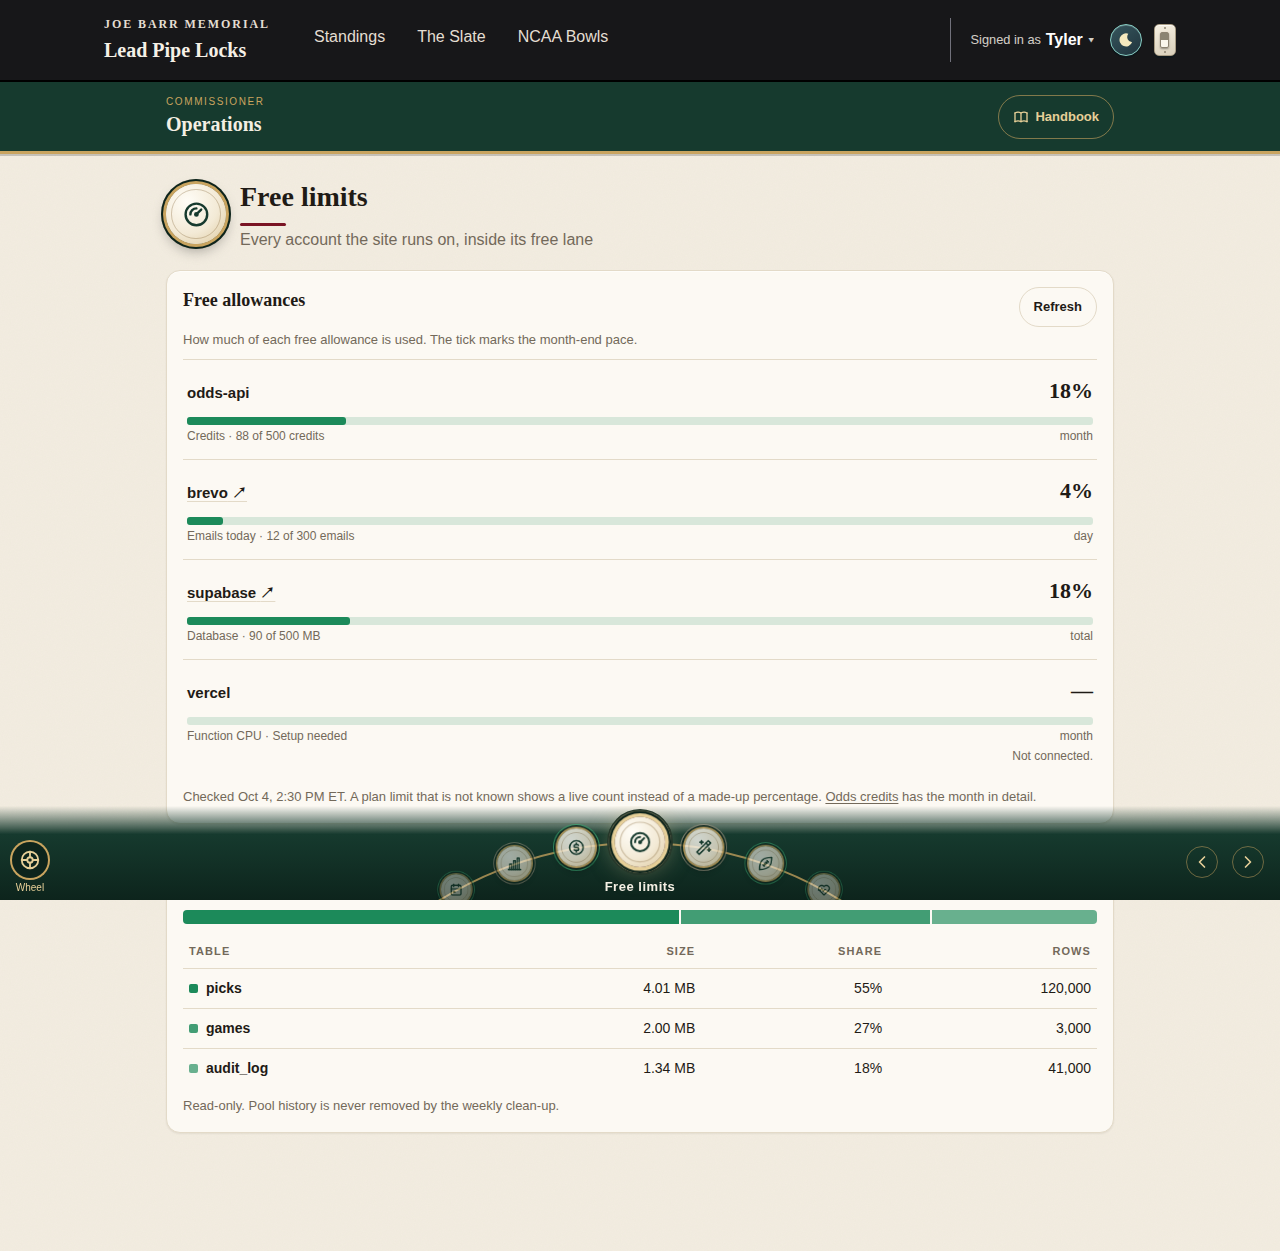 JOE BARR MEMORIAL
Lead Pipe Locks
Standings
The Slate
NCAA Bowls
Signed in as Tyler ▾
COMMISSIONER
Operations
Handbook
Free limits
Every account the site runs on, inside its free lane
Free allowances
Refresh
How much of each free allowance is used. The tick marks the month-end pace.
odds-api
18%
Credits · 88 of 500 credits
month
brevo ↗
4%
Emails today · 12 of 300 emails
day
supabase ↗
18%
Database · 90 of 500 MB
total
vercel
—
Function CPU · Setup needed
month
Not connected.
Checked Oct 4, 2:30 PM ET. A plan limit that is not known shows a live count instead of a made-up percentage. Odds credits has the month in detail.
Wheel
Free limits
TABLE SIZE SHARE ROWS
picks 4.01 MB 55% 120,000
games 2.00 MB 27% 3,000
audit_log 1.34 MB 18% 41,000
Read-only. Pool history is never removed by the weekly clean-up.